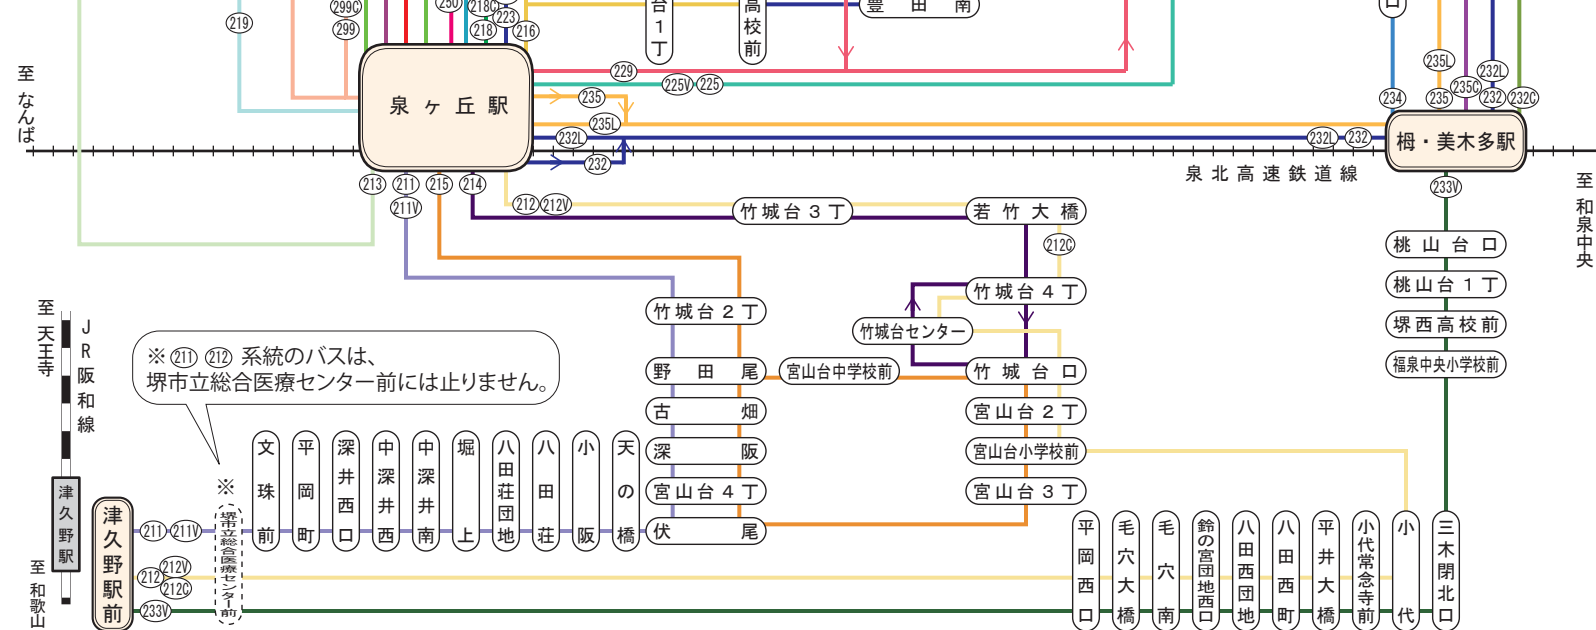 219
299C
299
250
218C
218
223
216
台1丁
高校前
豊田南
口
至 なんば
泉ヶ丘駅
229
225V
225
235
235L
232L
232
234
235L
235
235C
232L
232
232C
232L
232
栂・美木多駅
泉北高速鉄道線
至 和泉中央
213
211
211V
215
214
212
212V
竹城台3丁
若竹大橋
212C
233V
桃山台口
桃山台1丁
堺西高校前
福泉中央小学校前
竹城台2丁
竹城台4丁
竹城台センター
野田尾
宮山台中学校前
竹城台口
古畑
宮山台2丁
深阪
宮山台小学校前
宮山台4丁
宮山台3丁
伏尾
至 天王寺
JR阪和線
津久野駅
至 和歌山
※ 211 212 系統のバスは、
堺市立総合医療センター前には止りません。
※
津久野駅前
211
211V
212
212V
212C
233V
堺市立総合医療センター前
文珠前
平岡町
深井西口
中深井西
中深井南
堀上
八田荘団地
八田荘
小阪
天の橋
平岡西口
毛穴大橋
毛穴南
鈴の宮団地西口
八田西団地
八田西町
平井大橋
小代常念寺前
小代
三木閉北口